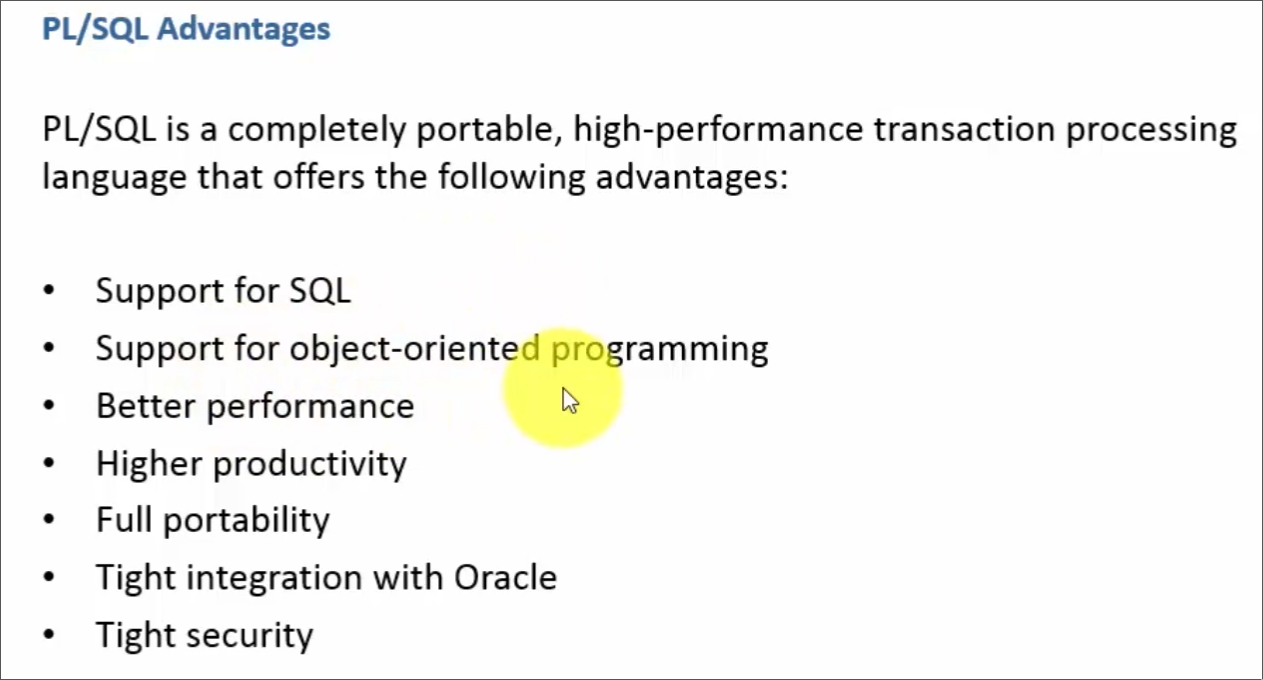 PL/SQL Advantages
PL/SQL is a completely portable, high-performance transaction processing
language that offers the following advantages:
• Support for SQL
• Support for object-oriented programming
• Better performance
• Higher productivity
• Full portability
• Tight integration with Oracle
• Tight security